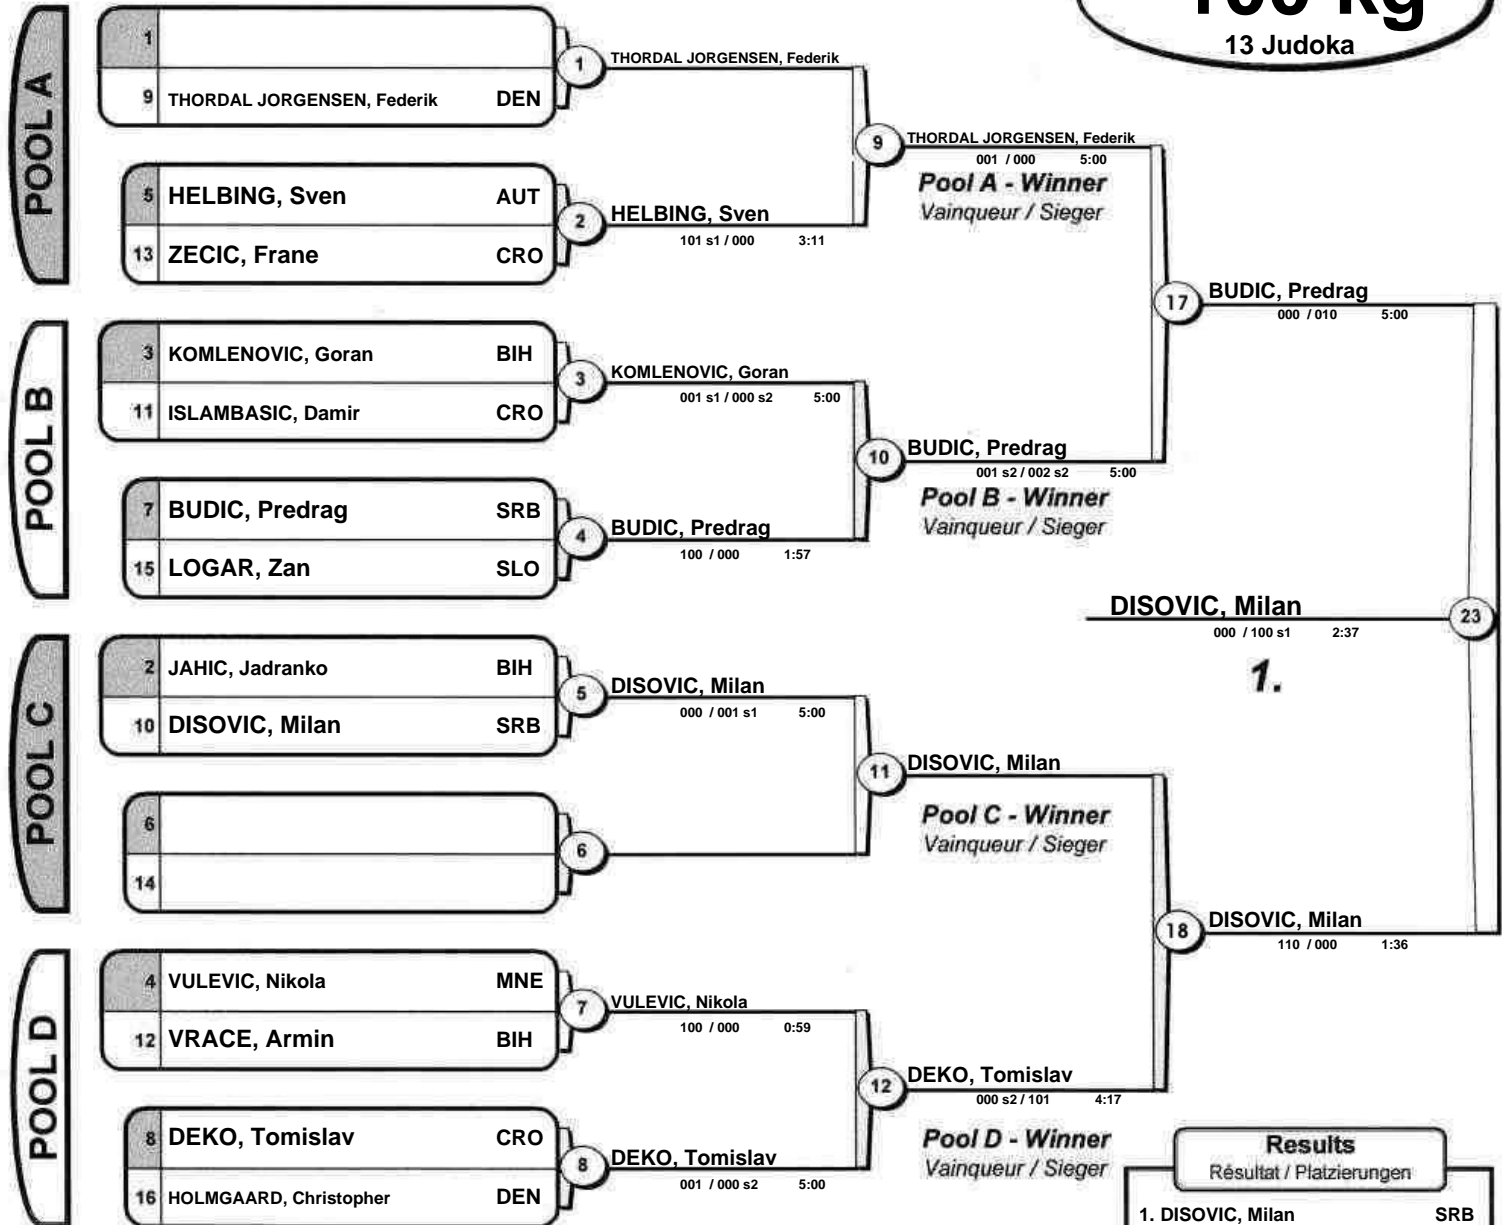 100 kg
13 Judoka
POOL A
1
9 THORDAL JORGENSEN, Federik DEN
1 THORDAL JORGENSEN, Federik
5 HELBING, Sven AUT
13 ZECIC, Frane CRO
2 HELBING, Sven
101 s1 / 000 3:11
9 THORDAL JORGENSEN, Federik
001 / 000 5:00
Pool A - Winner
Vainqueur / Sieger
POOL B
3 KOMLENOVIC, Goran BIH
11 ISLAMBASIC, Damir CRO
3 KOMLENOVIC, Goran
001 s1 / 000 s2 5:00
7 BUDIC, Predrag SRB
15 LOGAR, Zan SLO
4 BUDIC, Predrag
100 / 000 1:57
10 BUDIC, Predrag
001 s2 / 002 s2 5:00
Pool B - Winner
Vainqueur / Sieger
17 BUDIC, Predrag
000 / 010 5:00
DISOVIC, Milan 23
000 / 100 s1 2:37
1.
POOL C
2 JAHIC, Jadranko BIH
10 DISOVIC, Milan SRB
5 DISOVIC, Milan
000 / 001 s1 5:00
6
14
6
11 DISOVIC, Milan
Pool C - Winner
Vainqueur / Sieger
18 DISOVIC, Milan
110 / 000 1:36
POOL D
4 VULEVIC, Nikola MNE
12 VRACE, Armin BIH
7 VULEVIC, Nikola
100 / 000 0:59
8 DEKO, Tomislav CRO
16 HOLMGAARD, Christopher DEN
8 DEKO, Tomislav
001 / 000 s2 5:00
12 DEKO, Tomislav
000 s2 / 101 4:17
Pool D - Winner
Vainqueur / Sieger
Results
Résultat / Platzierungen
1. DISOVIC, Milan SRB